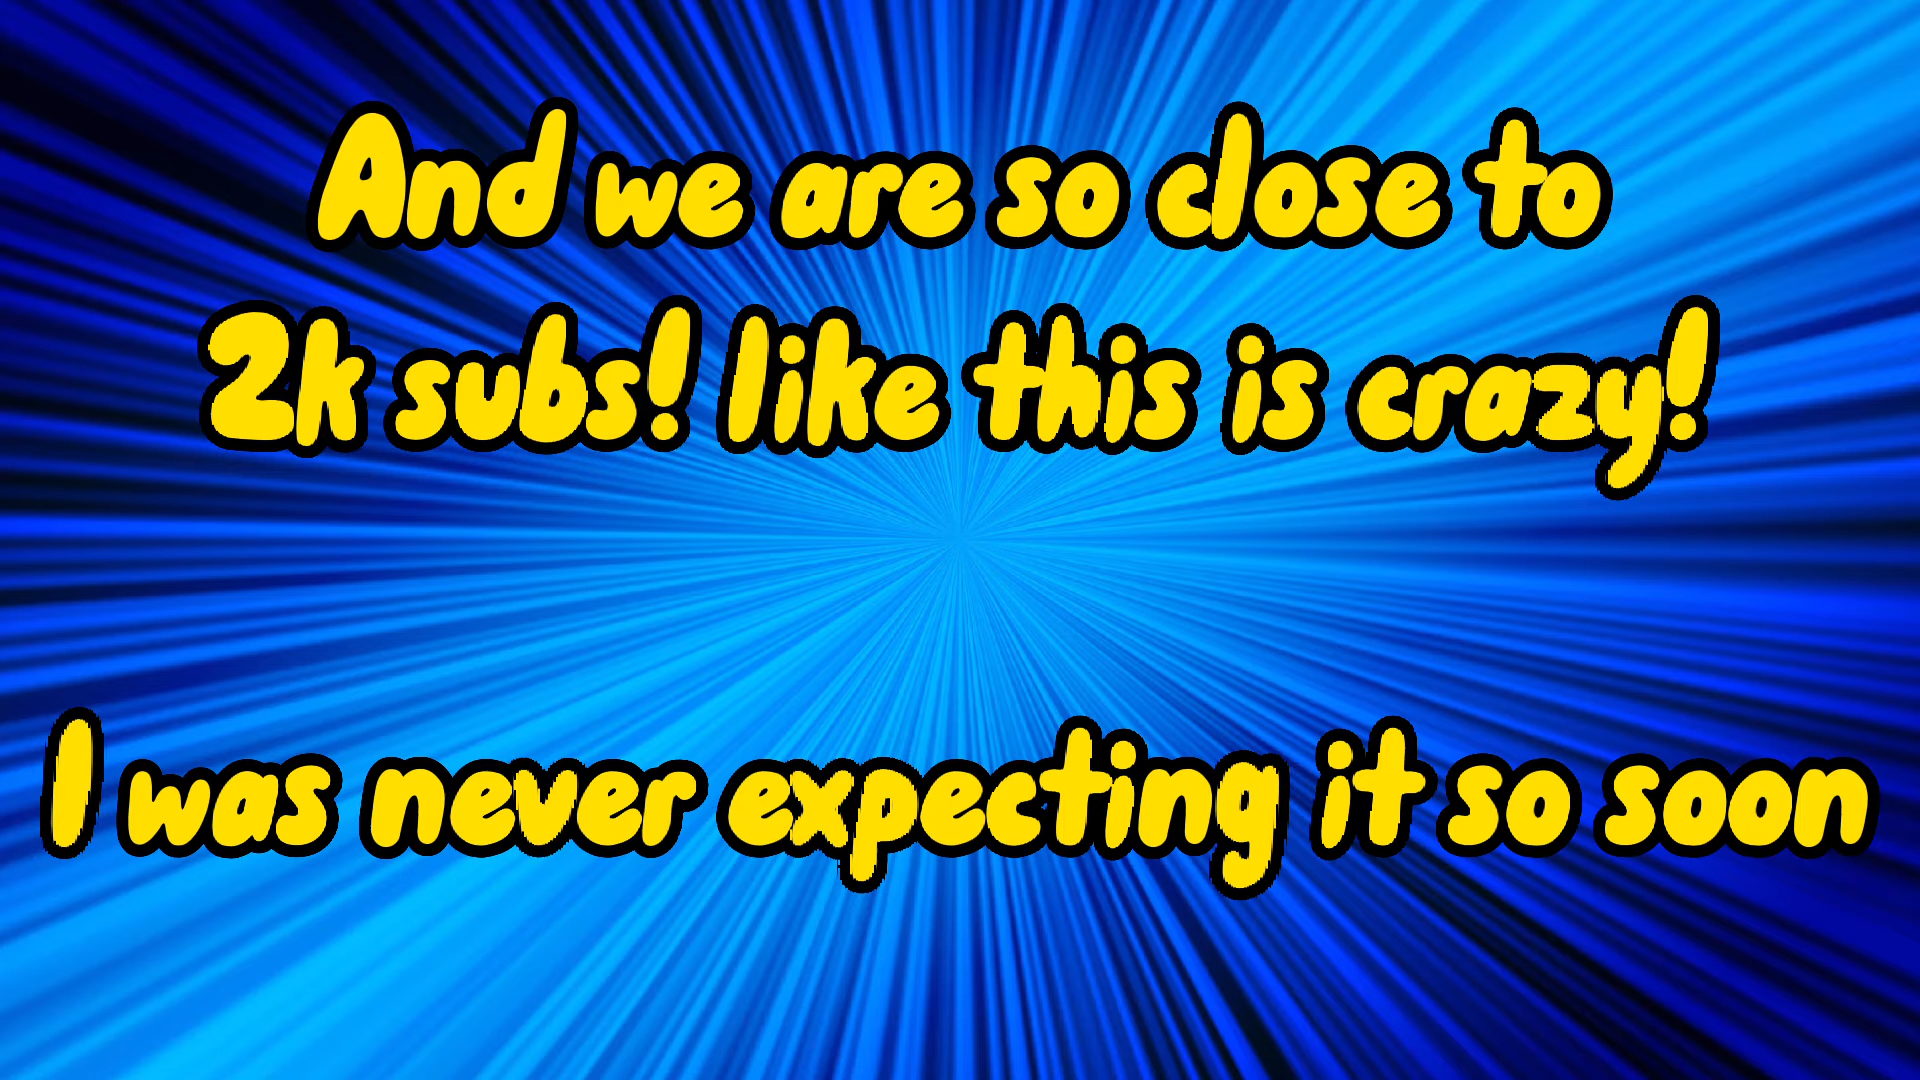 And we are so close to
2k subs! like this is crazy!
I was never expecting it so soon